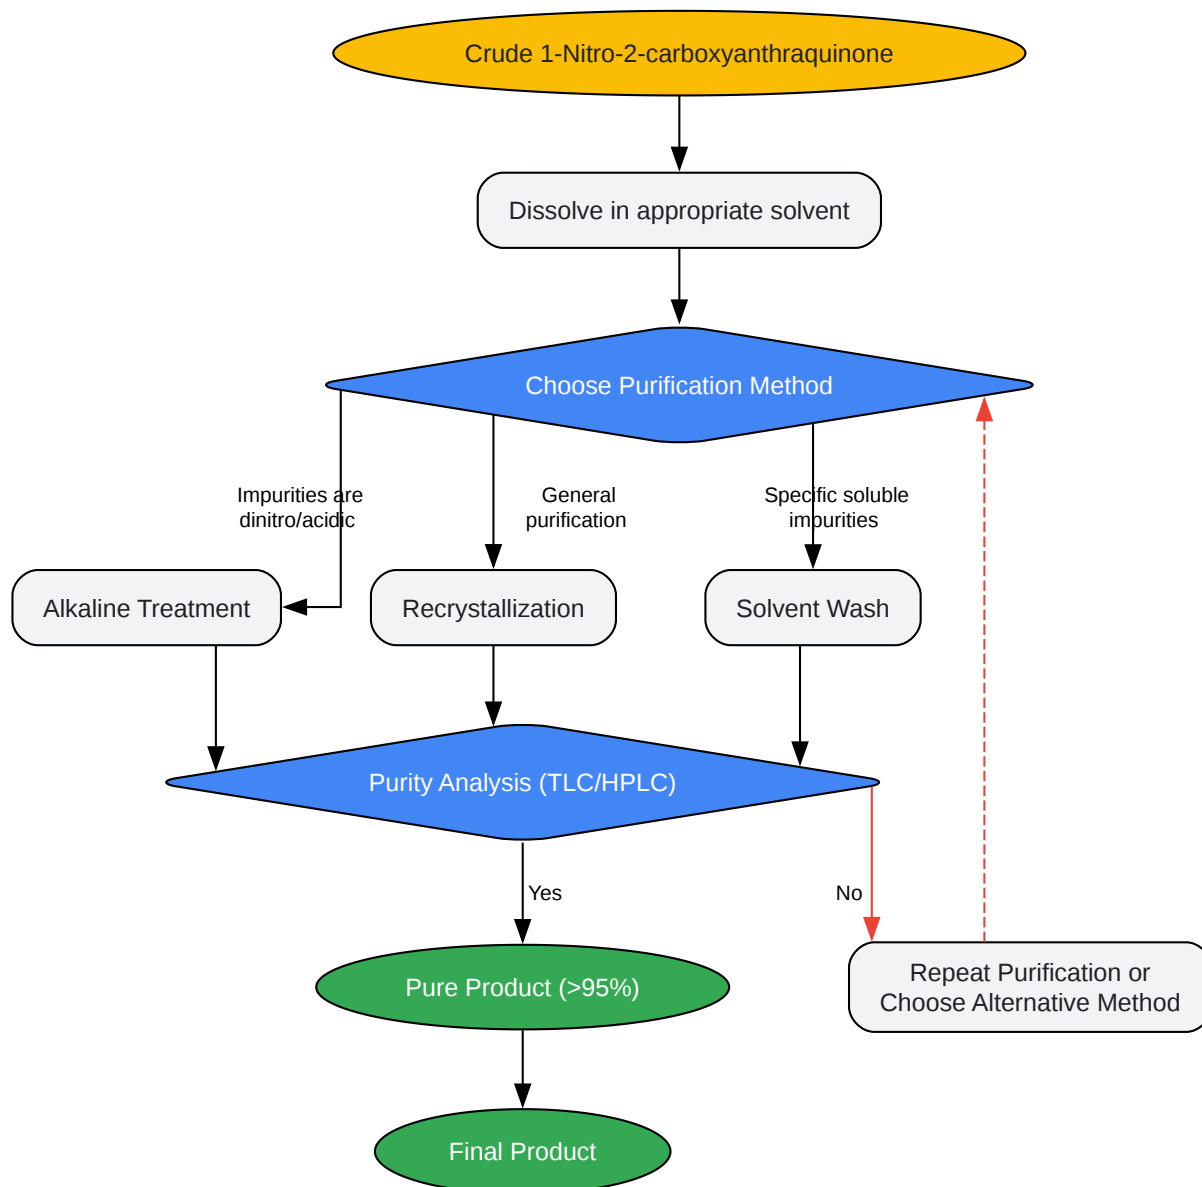 Crude 1-Nitro-2-carboxyanthraquinone
Dissolve in appropriate solvent
Choose Purification Method
Impurities are
dinitro/acidic
General
purification
Specific soluble
impurities
Alkaline Treatment
Recrystallization
Solvent Wash
Purity Analysis (TLC/HPLC)
Yes
No
Pure Product (>95%)
Repeat Purification or
Choose Alternative Method
Final Product